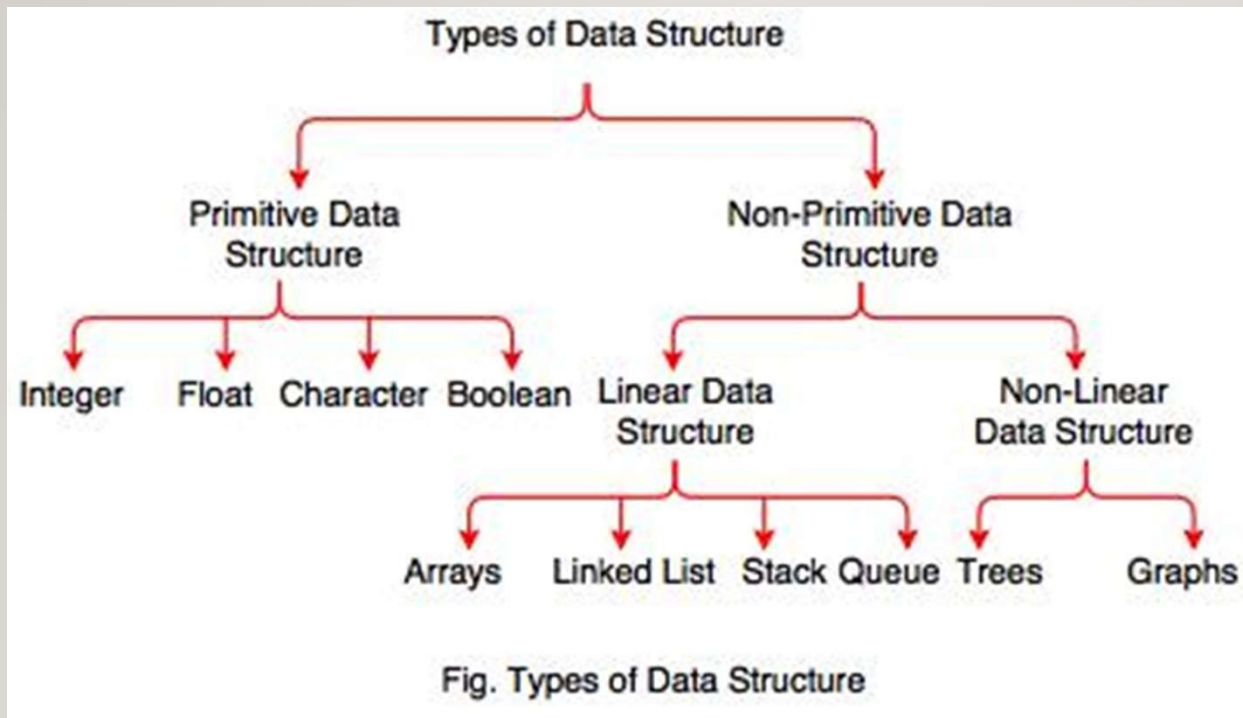 Types of Data Structure
Primitive Data
Structure
Non-Primitive Data
Structure
Integer
Float
Character
Boolean
Linear Data
Structure
Non-Linear
Data Structure
Arrays
Linked List
Stack
Queue
Trees
Graphs
Fig. Types of Data Structure